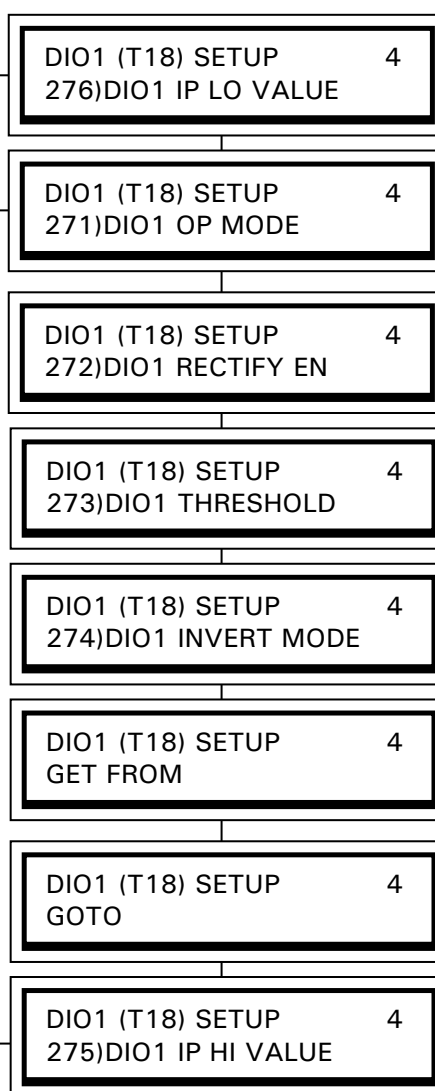 DIO1 (T18) SETUP 4
276)DIO1 IP LO VALUE
DIO1 (T18) SETUP 4
271)DIO1 OP MODE
DIO1 (T18) SETUP 4
272)DIO1 RECTIFY EN
DIO1 (T18) SETUP 4
273)DIO1 THRESHOLD
DIO1 (T18) SETUP 4
274)DIO1 INVERT MODE
DIO1 (T18) SETUP 4
GET FROM
DIO1 (T18) SETUP 4
GOTO
DIO1 (T18) SETUP 4
275)DIO1 IP HI VALUE